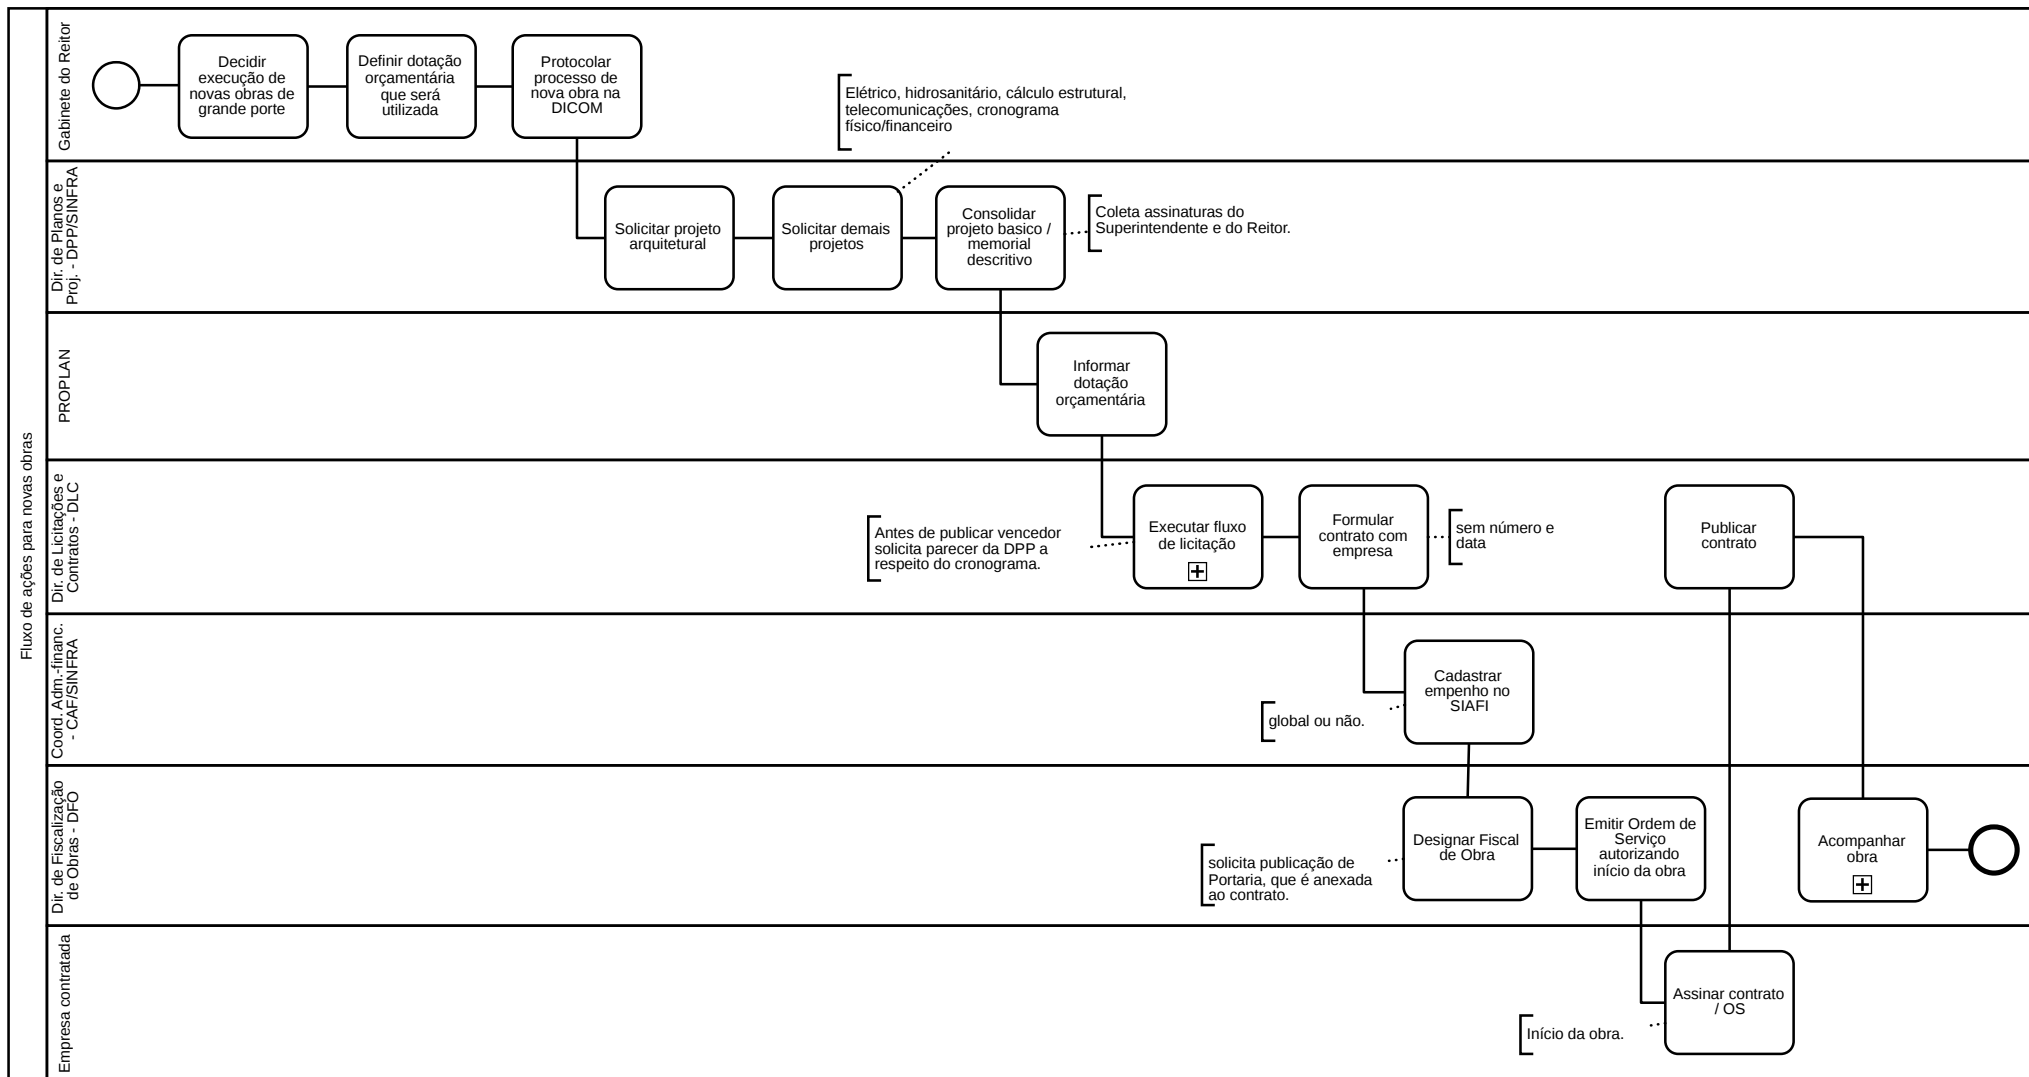 Fluxo de ações para novas obras
Gabinete do Reitor
Decidir
execução de
novas obras de
grande porte
Definir dotação
orçamentária
que será
utilizada
Protocolar
processo de
nova obra na
DICOM
Elétrico, hidrosanitário, cálculo estrutural,
telecomunicações, cronograma
físico/financeiro
Dir. de Planos e
Proj. - DPP/SINFRA
Solicitar projeto
arquitetural
Solicitar demais
projetos
Consolidar
projeto basico /
memorial
descritivo
Coleta assinaturas do
Superintendente e do Reitor.
PROPLAN
Informar
dotação
orçamentária
Dir. de Licitações e
Contratos - DLC
Antes de publicar vencedor
solicita parecer da DPP a
respeito do cronograma.
Executar fluxo
de licitação
Formular
contrato com
empresa
sem número e
data
Publicar
contrato
Coord. Adm.-financ.
- CAF/SINFRA
global ou não.
Cadastrar
empenho no
SIAFI
Dir. de Fiscalização
de Obras - DFO
solicita publicação de
Portaria, que é anexada
ao contrato.
Designar Fiscal
de Obra
Emitir Ordem de
Serviço
autorizando
início da obra
Acompanhar
obra
Empresa contratada
Início da obra.
Assinar contrato
/ OS